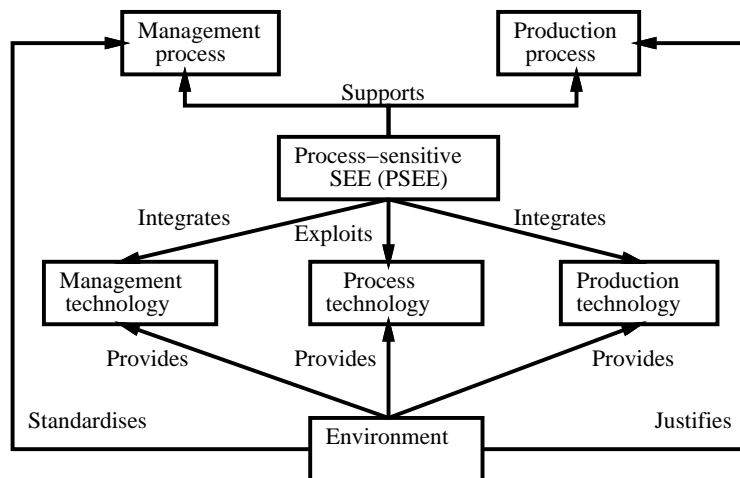 Management
process
Production
process
Supports
Process–sensitive
SEE (PSEE)
Integrates
Exploits
Integrates
Management
technology
Process
technology
Production
technology
Provides
Provides
Provides
Standardises
Environment
Justifies